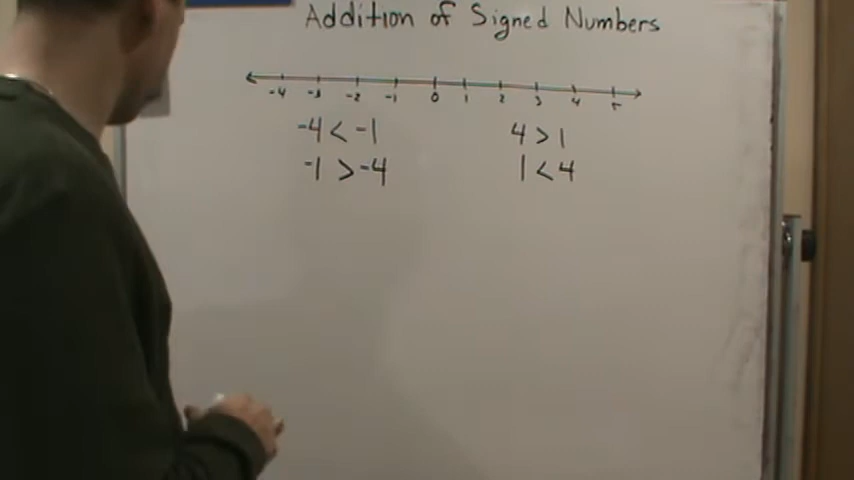 Addition of Signed Numbers
-4 -3 -2 -1 0 1 2 3 4 5
-4 < -1 4 > 1
-1 > -4 1 < 4